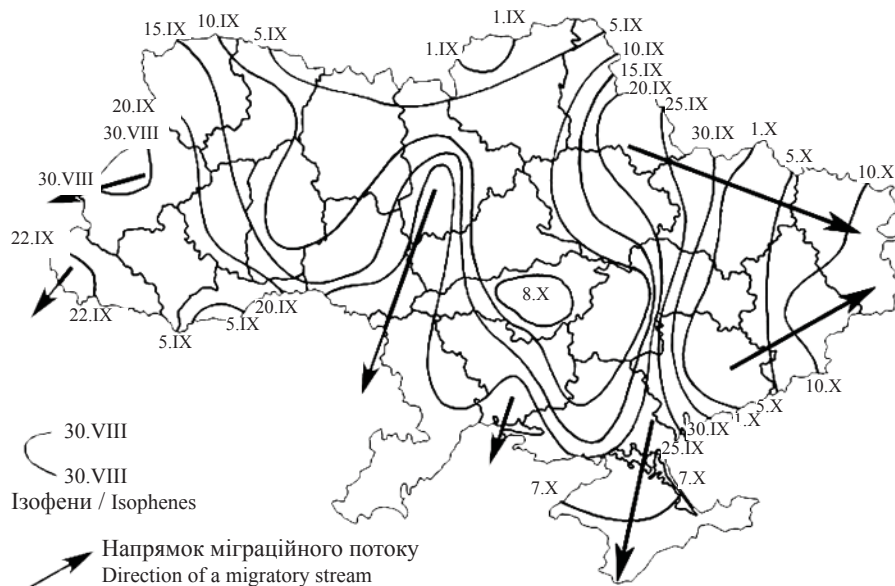 10.IX
1.IX
5.IX
15.IX
5.IX
10.IX
15.IX
20.IX
25.IX
20.IX
30.VIII
30.IX
1.X
5.X
10.X
30.VIII
22.IX
8.X
22.IX
20.IX
5.IX
5.IX
10.X
5.X
1.X
30.IX
25.IX
7.X
7.X
30.VIII
30.VIII
Ізофени / Isophenes
Напрямок міграційного потоку
Direction of a migratory stream